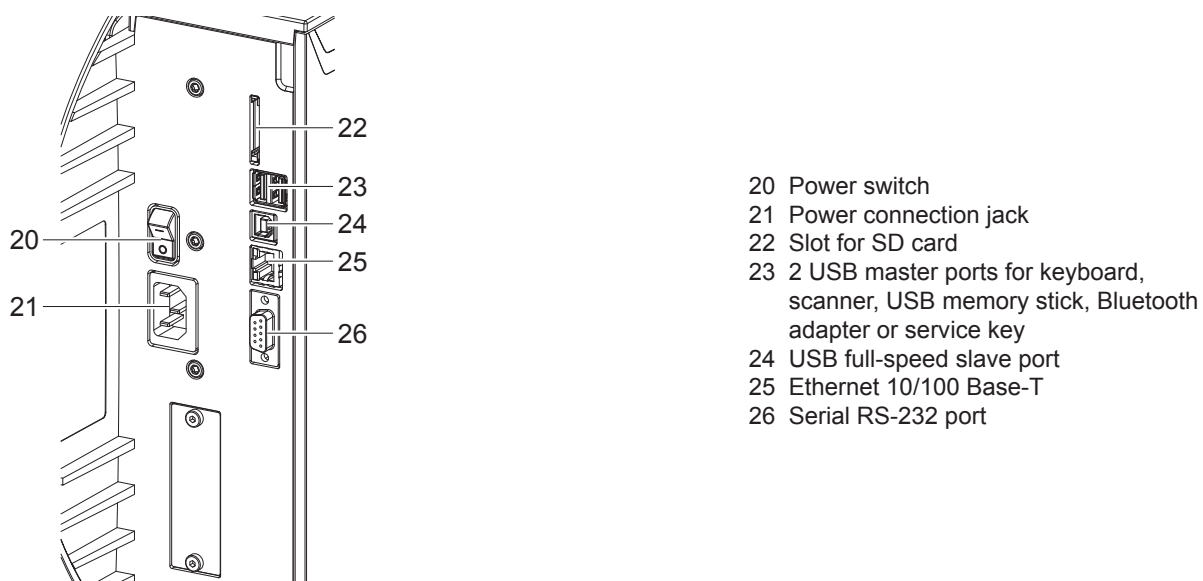 22
23
24
20
25
21
26
20 Power switch
21 Power connection jack
22 Slot for SD card
23 2 USB master ports for keyboard,
scanner, USB memory stick, Bluetooth
adapter or service key
24 USB full-speed slave port
25 Ethernet 10/100 Base-T
26 Serial RS-232 port